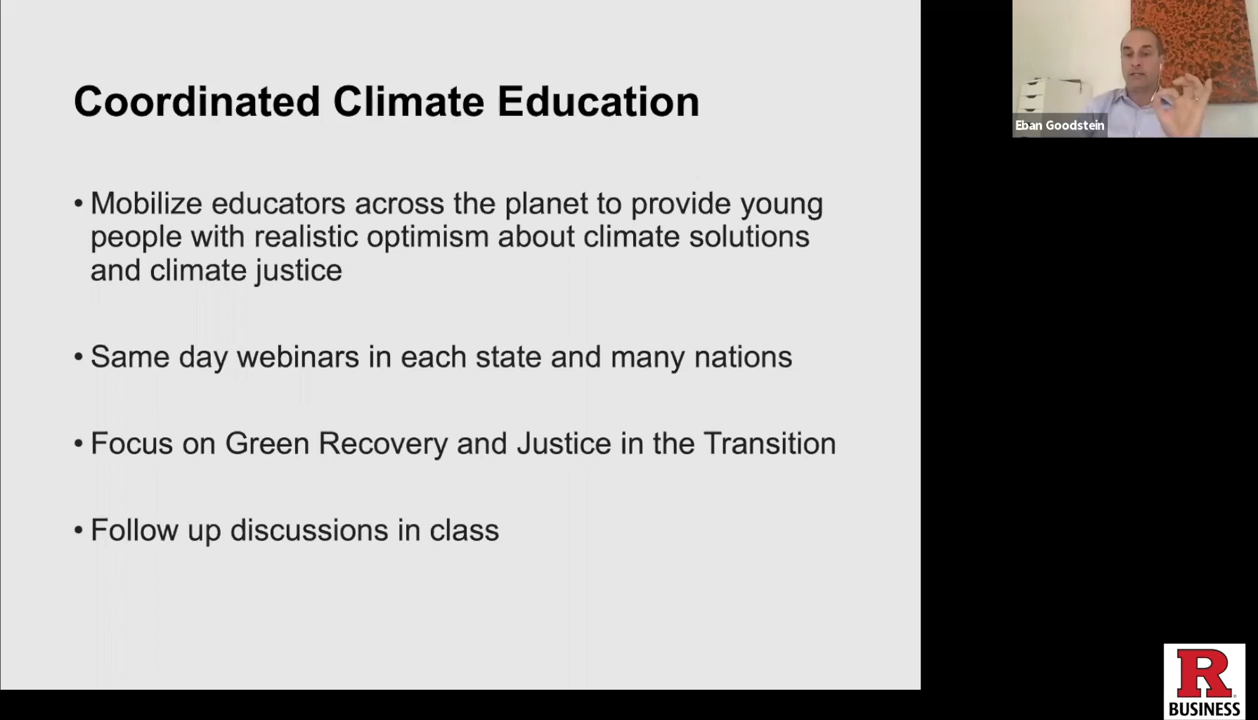 Coordinated Climate Education
• Mobilize educators across the planet to provide young
people with realistic optimism about climate solutions
and climate justice
• Same day webinars in each state and many nations
• Focus on Green Recovery and Justice in the Transition
• Follow up discussions in class
Eban Goodstein
R
BUSINESS